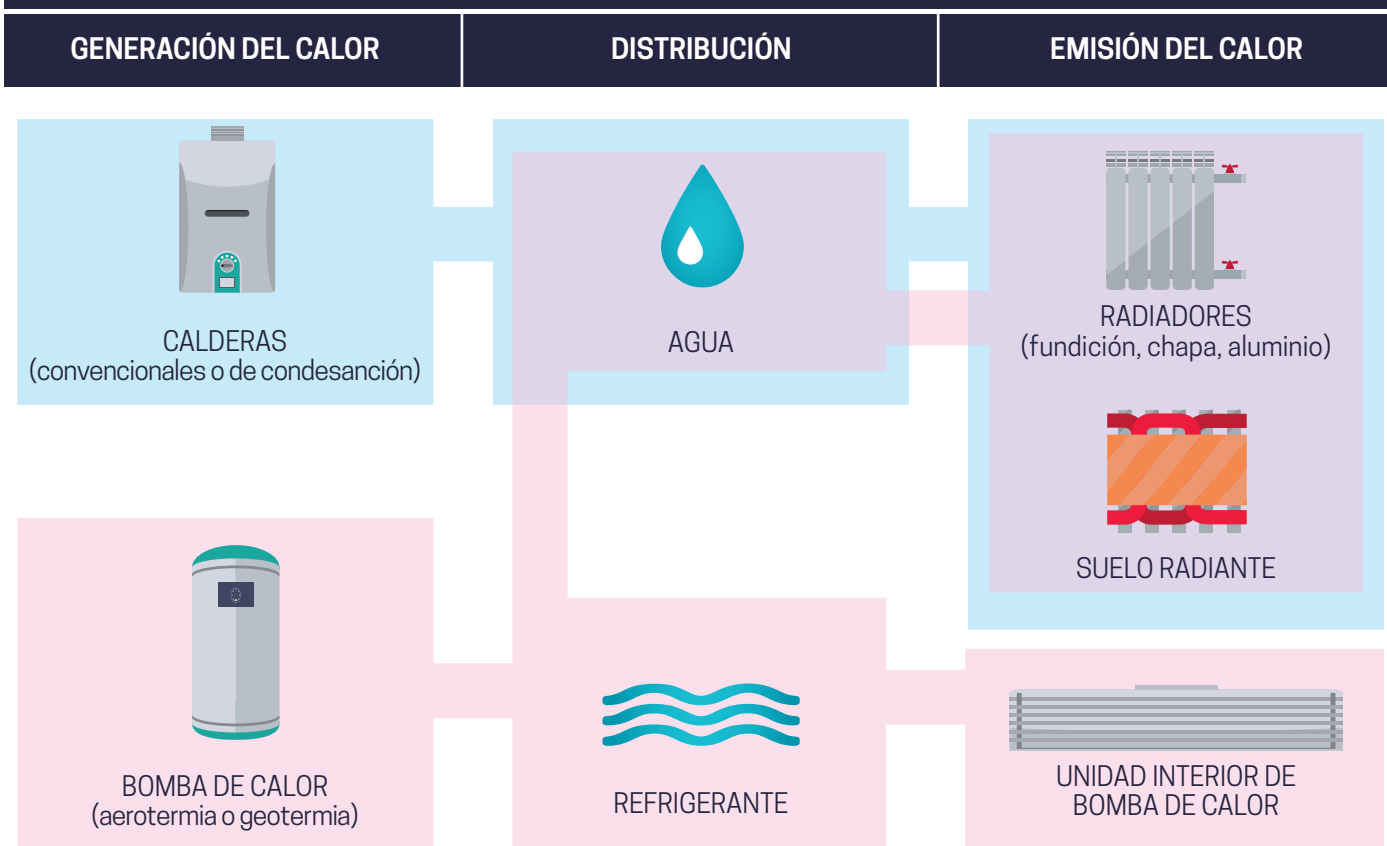 GENERACIÓN DEL CALOR
DISTRIBUCIÓN
EMISIÓN DEL CALOR
CALDERAS
(convencionales o de condesanción)
AGUA
RADIADORES
(fundición, chapa, aluminio)
SUELO RADIANTE
BOMBA DE CALOR
(aerotermia o geotermia)
REFRIGERANTE
UNIDAD INTERIOR DE
BOMBA DE CALOR